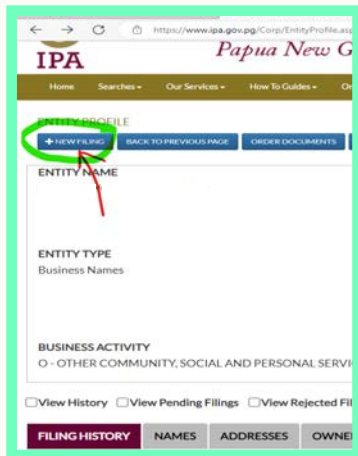 https://www.ipa.gov.pg/Corp/EntityProfile.asp
IPA
Papua New G
Home Searches Our Services How To Guides On
ENTITY PROFILE
+ NEW FILING BACK TO PREVIOUS PAGE ORDER DOCUMENTS
ENTITY NAME
ENTITY TYPE
Business Names
BUSINESS ACTIVITY
O - OTHER COMMUNITY, SOCIAL AND PERSONAL SERVI
View History View Pending Filings View Rejected Fil
FILING HISTORY NAMES ADDRESSES OWNE